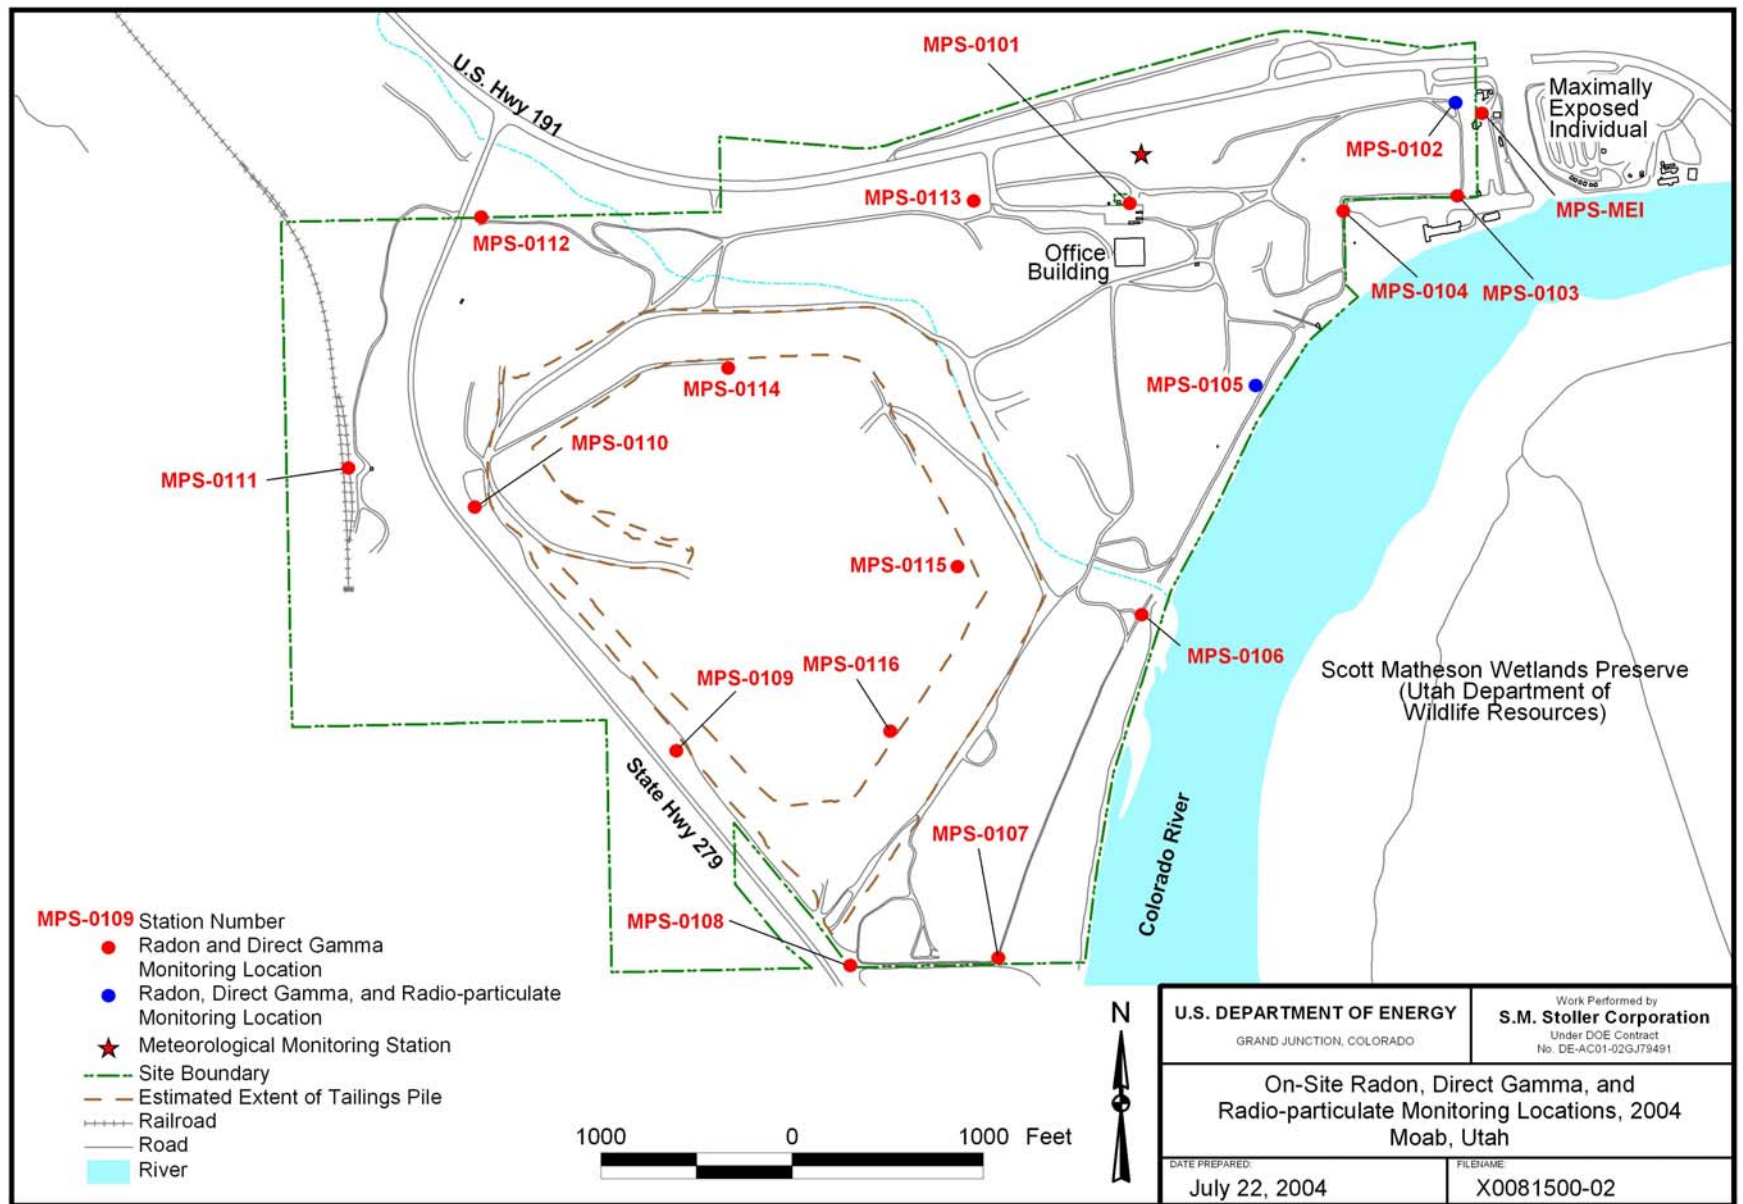 MPS-0101
U.S. Hwy 191
Maximally
Exposed
Individual
MPS-0102
MPS-0113
MPS-MEI
MPS-0112
Office
Building
MPS-0104
MPS-0103
MPS-0114
MPS-0105
MPS-0110
MPS-0111
MPS-0115
MPS-0106
MPS-0116
MPS-0109
Scott Matheson Wetlands Preserve
(Utah Department of
Wildlife Resources)
State Hwy 279
MPS-0107
Colorado River
MPS-0108
MPS-0109 Station Number
Radon and Direct Gamma
Monitoring Location
Radon, Direct Gamma, and Radio-particulate
Monitoring Location
Meteorological Monitoring Station
Site Boundary
Estimated Extent of Tailings Pile
Railroad
Road
River
1000 0 1000 Feet
N
U.S. DEPARTMENT OF ENERGY
GRAND JUNCTION, COLORADO
Work Performed by
S.M. Stoller Corporation
Under DOE Contract
No. DE-AC01-02GJ79491
On-Site Radon, Direct Gamma, and
Radio-particulate Monitoring Locations, 2004
Moab, Utah
DATE PREPARED:
July 22, 2004
FILENAME:
X0081500-02